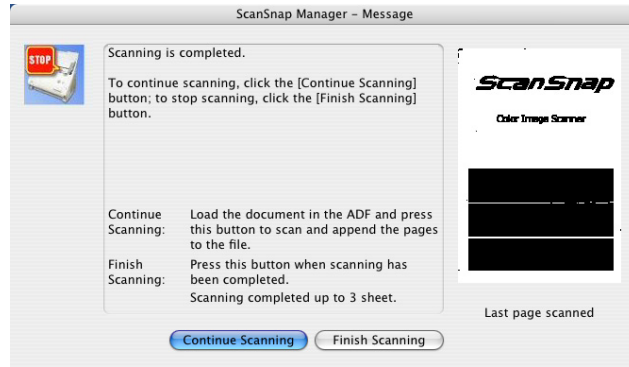 ScanSnap Manager – Message
STOP
Scanning is completed.
To continue scanning, click the [Continue Scanning]
button; to stop scanning, click the [Finish Scanning]
button.
Continue Load the document in the ADF and press
Scanning: this button to scan and append the pages
to the file.
Finish Press this button when scanning has
Scanning: been completed.
Scanning completed up to 3 sheet.
ScanSnap
Color Image Scanner
Last page scanned
Continue Scanning
Finish Scanning